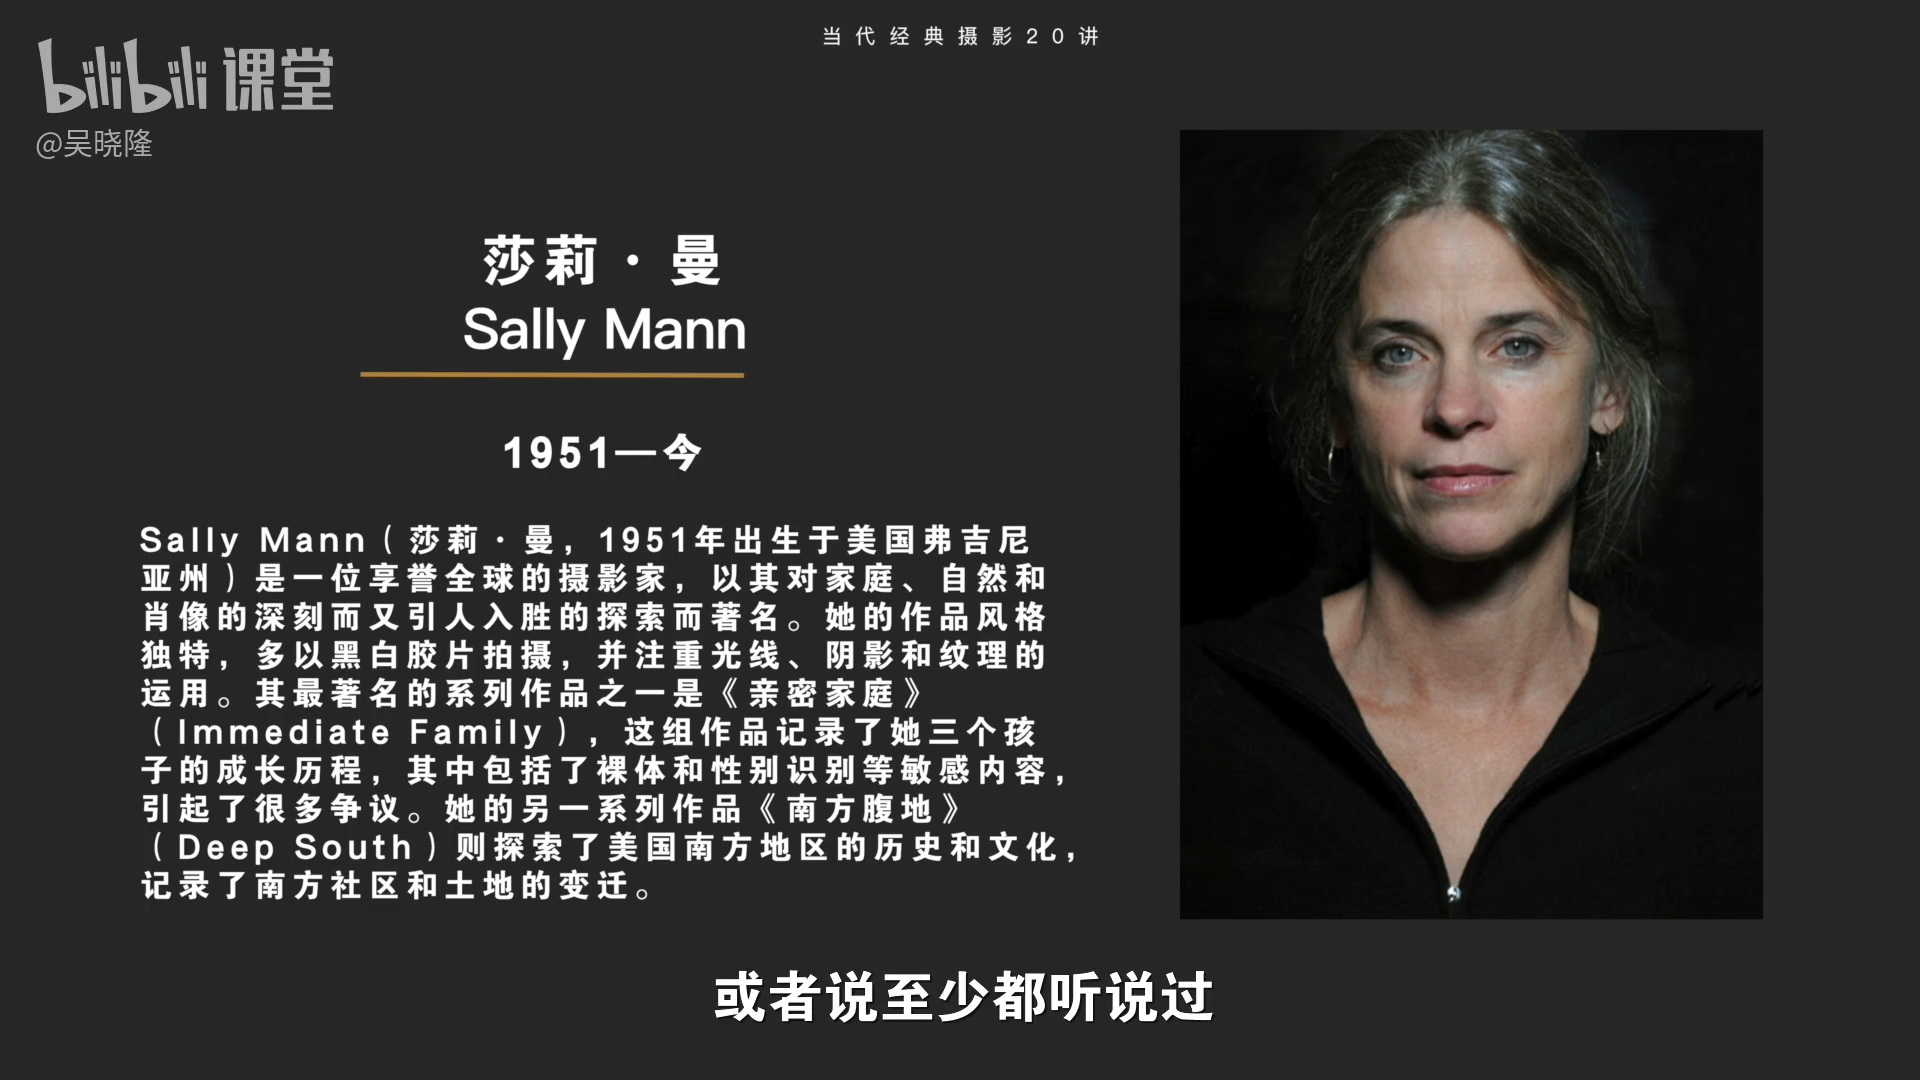 当代经典摄影20讲
bilibili课堂
@吴晓隆
莎莉·曼
Sally Mann
1951—今
Sally Mann（莎莉·曼，1951年出生于美国弗吉尼
亚州）是一位享誉全球的摄影家，以其对家庭、自然和
肖像的深刻而又引人入胜的探索而著名。她的作品风格
独特，多以黑白胶片拍摄，并注重光线、阴影和纹理的
运用。其最著名的系列作品之一是《亲密家庭》
（Immediate Family），这组作品记录了她三个孩
子的成长历程，其中包括了裸体和性别识别等敏感内容，
引起了很多争议。她的另一系列作品《南方腹地》
（Deep South）则探索了美国南方地区的历史和文化，
记录了南方社区和土地的变迁。
或者说至少都听说过